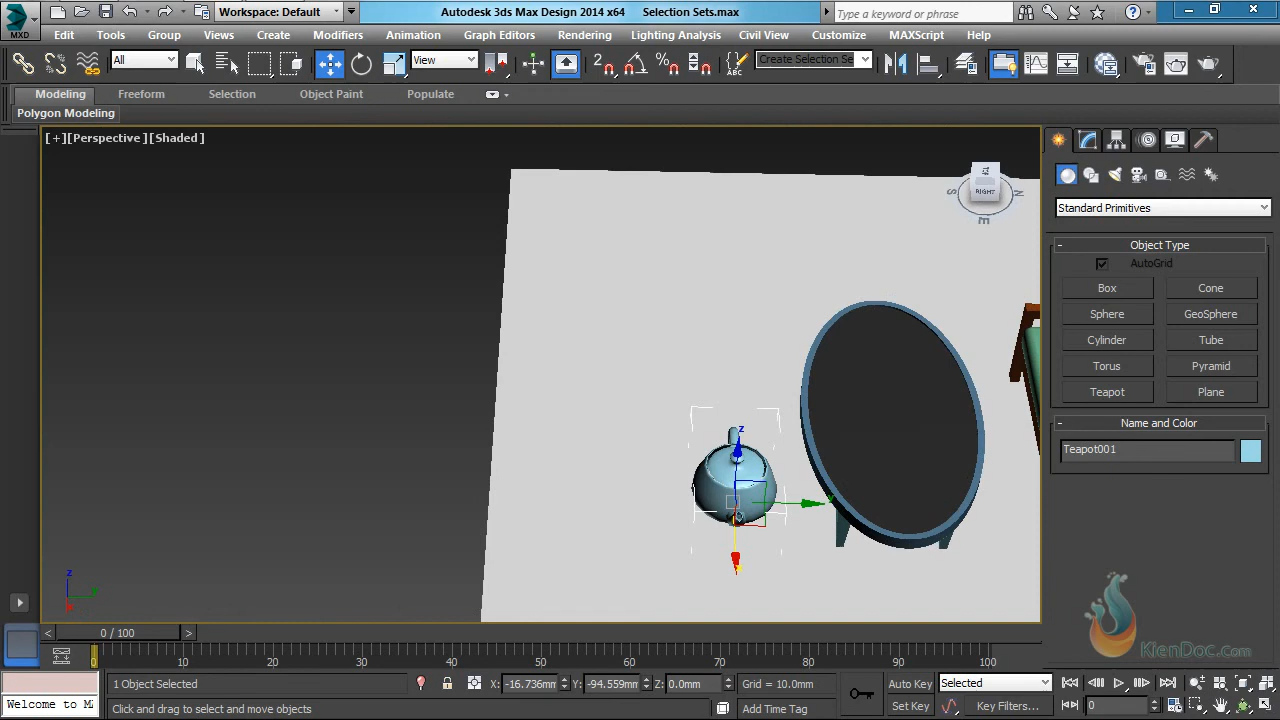 MXD Workspace: Default Autodesk 3ds Max Design 2014 x64 Selection Sets.max Type a keyword or phrase
Edit Tools Group Views Create Modifiers Animation Graph Editors Rendering Lighting Analysis Civil View Customize MAXScript Help
All View 2 Create Selection Se
Modeling Freeform Selection Object Paint Populate
Polygon Modeling
[+][Perspective][Shaded]
RIGHT
S N
E
Standard Primitives
- Object Type
AutoGrid
Box Cone
Sphere GeoSphere
Cylinder Tube
Torus Pyramid
Teapot Plane
- Name and Color
Teapot001
z
y
z
KienDoc.com
< 0 / 100 >
0 10 20 30 40 50 60 70 80 90 100
1 Object Selected X: -16.736mm Y: -94.559mm Z: 0.0mm Grid = 10.0mm Auto Key Selected
Welcome to M Click and drag to select and move objects Add Time Tag Set Key Key Filters... 0